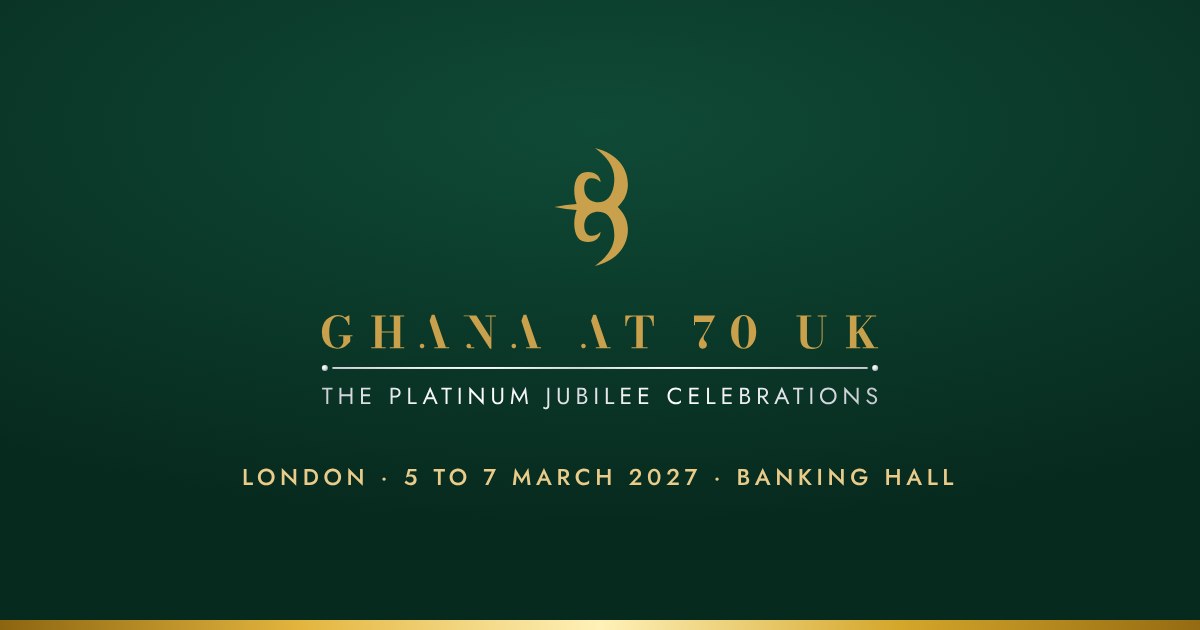 GHANA AT 70 UK
THE PLATINUM JUBILEE CELEBRATIONS
LONDON · 5 TO 7 MARCH 2027 · BANKING HALL